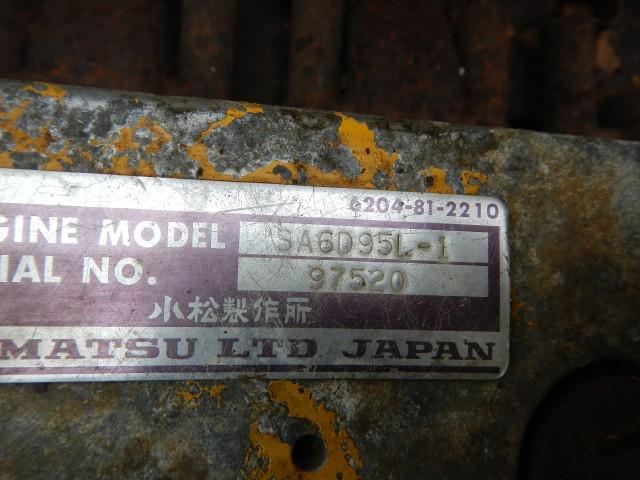 6204-81-2210
GINE MODEL SA6D95L-1
IAL NO. 97520
小松製作所
MATSU LTD JAPAN